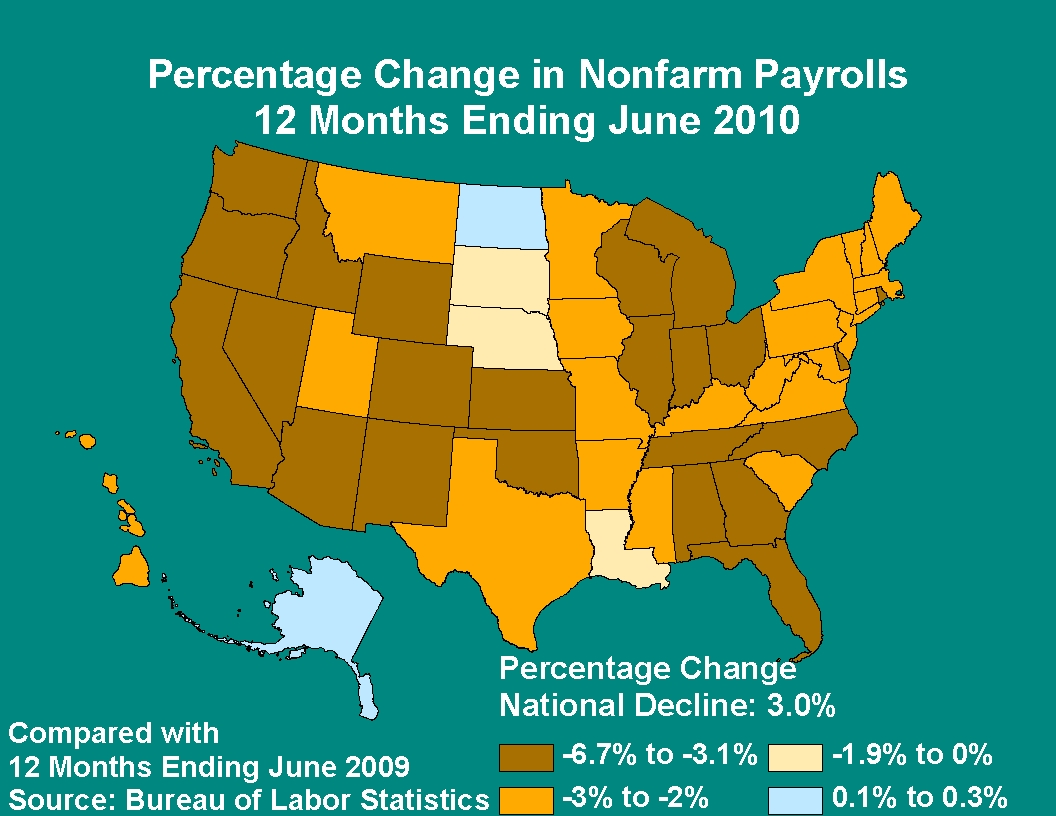 Percentage Change in Nonfarm Payrolls
12 Months Ending June 2010
Percentage Change
National Decline: 3.0%
-6.7% to -3.1%
-1.9% to 0%
-3% to -2%
0.1% to 0.3%
Compared with
12 Months Ending June 2009
Source: Bureau of Labor Statistics